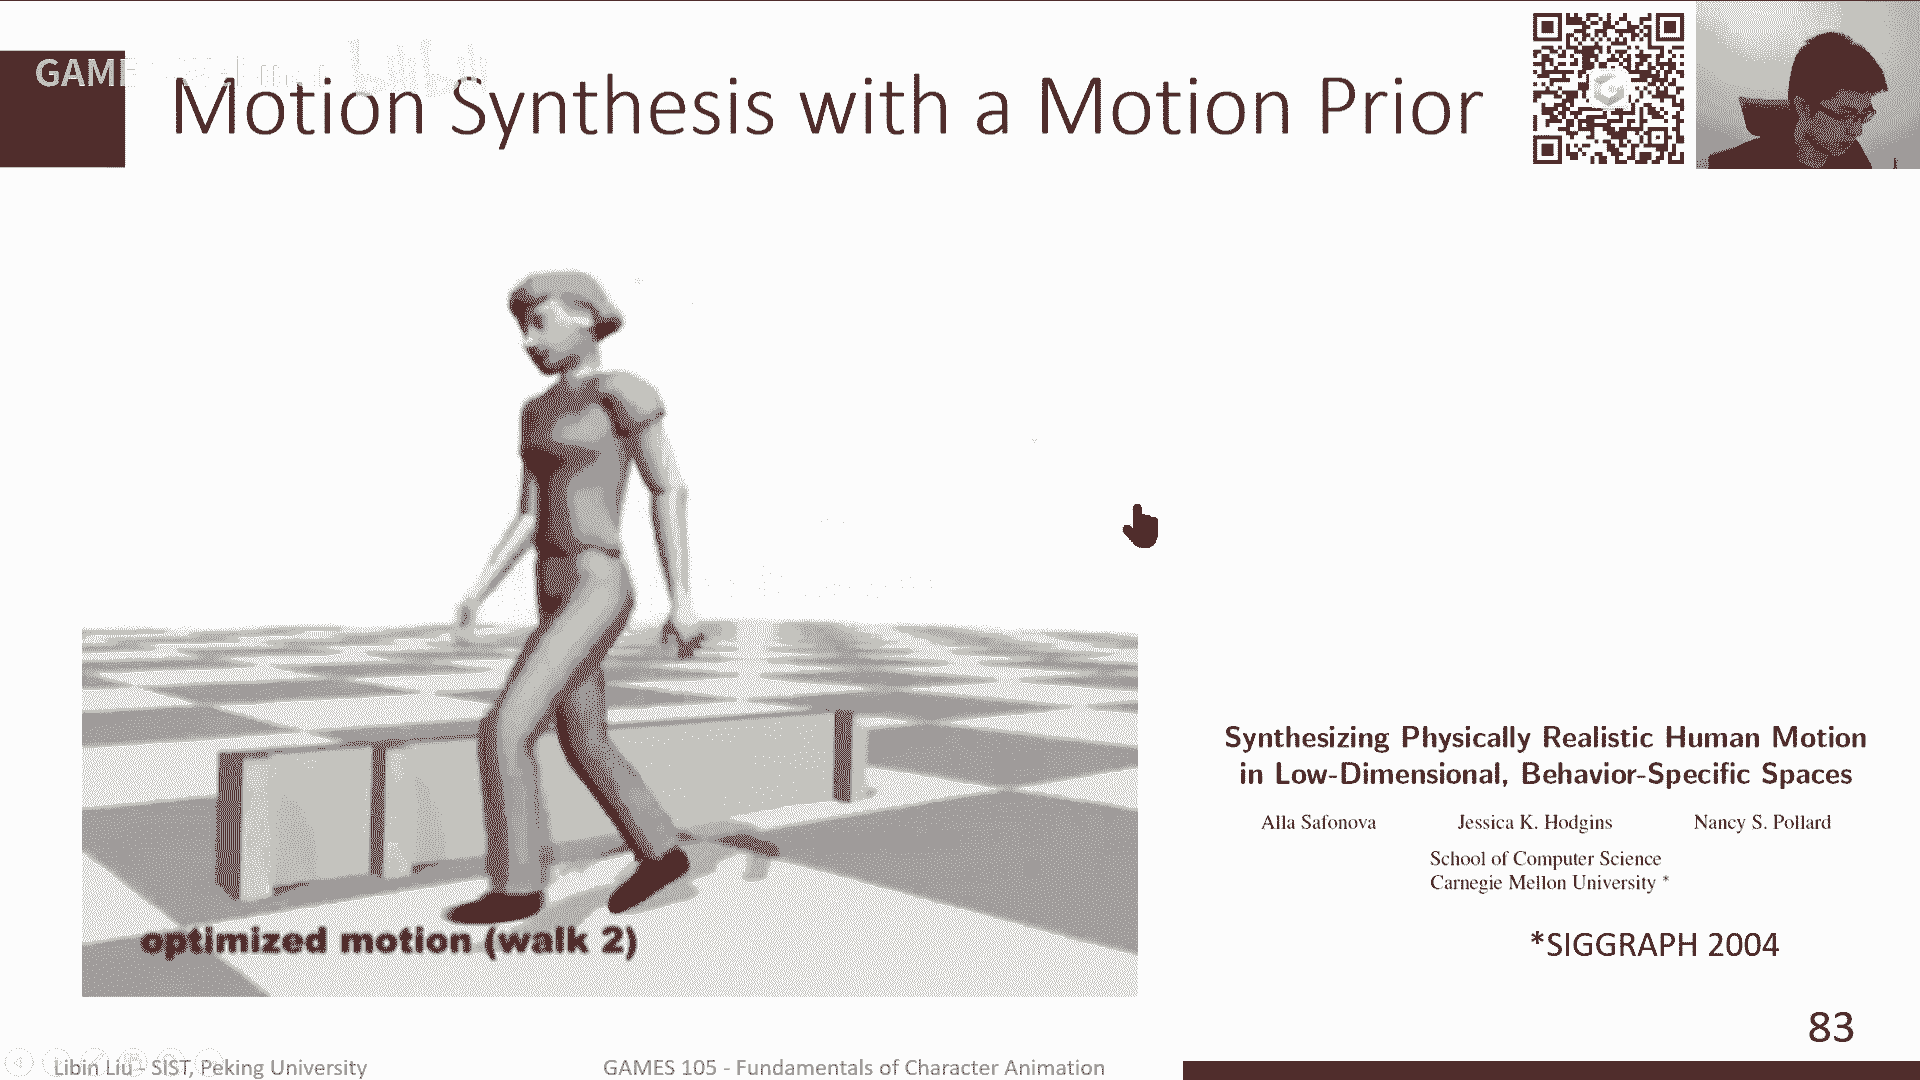 GAME
Motion Synthesis with a Motion Prior
bilibili
optimized motion (walk 2)
Synthesizing Physically Realistic Human Motion
in Low-Dimensional, Behavior-Specific Spaces
Alla Safonova Jessica K. Hodgins Nancy S. Pollard
School of Computer Science
Carnegie Mellon University *
*SIGGRAPH 2004
83
Libin Liu - SIST, Peking University
GAMES 105 - Fundamentals of Character Animation